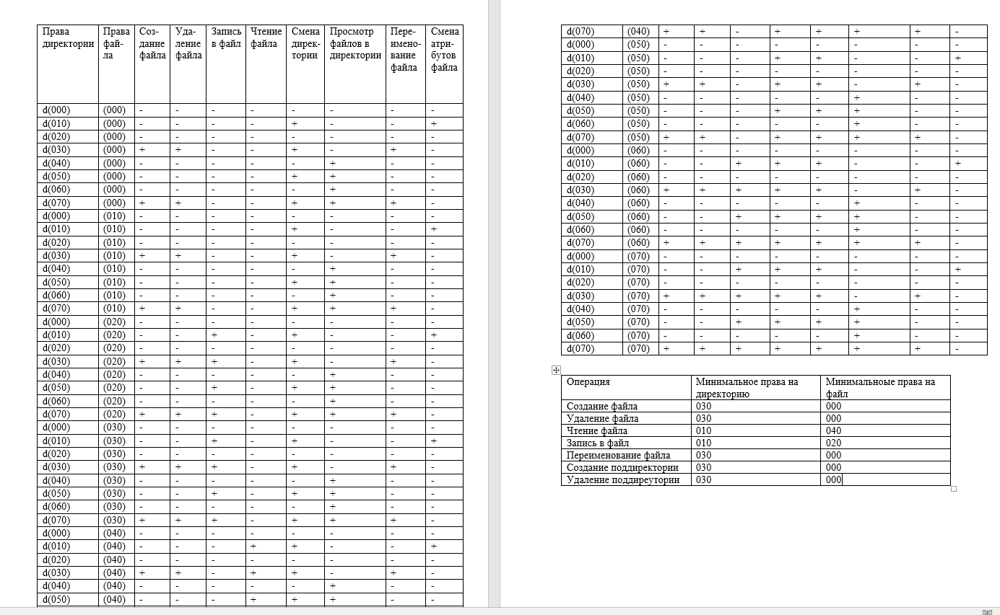 Права
директории
Права
фай-
ла
Соз-
дание
файла
Уда-
ление
файла
Запись
в файл
Чтение
файла
Смена
дирек-
тории
Просмотр
файлов в
директории
Пере-
имено-
вание
файла
Смена
атри-
бутов
файла
d(000) (000) - - - - - - - -
d(010) (000) - - - - + - - +
d(020) (000) - - - - - - - -
d(030) (000) + + - - + - + -
d(040) (000) - - - - - + - -
d(050) (000) - - - - + + - -
d(060) (000) - - - - - + - -
d(070) (000) + + - - + + + -
d(000) (010) - - - - - - - -
d(010) (010) - - - - + - - +
d(020) (010) - - - - - - - -
d(030) (010) + + - - + - + -
d(040) (010) - - - - - + - -
d(050) (010) - - - - + + - -
d(060) (010) - - - - - + - -
d(070) (010) + + - - + + + -
d(000) (020) - - - - - - - -
d(010) (020) - - + - + - - +
d(020) (020) - - - - - - - -
d(030) (020) + + + - + - + -
d(040) (020) - - - - - + - -
d(050) (020) - - + - + + - -
d(060) (020) - - - - - + - -
d(070) (020) + + + - + + + -
d(000) (030) - - - - - - - -
d(010) (030) - - + - + - - +
d(020) (030) - - - - - - - -
d(030) (030) + + + - + - + -
d(040) (030) - - - - - + - -
d(050) (030) - - + - + + - -
d(060) (030) - - - - - + - -
d(070) (030) + + + - + + + -
d(000) (040) - - - - - - - -
d(010) (040) - - - + + - - +
d(020) (040) - - - - - - - -
d(030) (040) + + - + + - + -
d(040) (040) - - - - - + - -
d(050) (040) - - - + + + - -
d(070) (040) + + - + + + + -
d(000) (050) - - - - - - - -
d(010) (050) - - - + + - - +
d(020) (050) - - - - - - - -
d(030) (050) + + - + + - + -
d(040) (050) - - - - - + - -
d(050) (050) - - - + + + - -
d(060) (050) - - - - - + - -
d(070) (050) + + - + + + + -
d(000) (060) - - - - - - - -
d(010) (060) - - + + + - - +
d(020) (060) - - - - - - - -
d(030) (060) + + + + + - + -
d(040) (060) - - - - - + - -
d(050) (060) - - + + + + - -
d(060) (060) - - - - - + - -
d(070) (060) + + + + + + + -
d(000) (070) - - - - - - - -
d(010) (070) - - + + + - - +
d(020) (070) - - - - - - - -
d(030) (070) + + + + + - + -
d(040) (070) - - - - - + - -
d(050) (070) - - + + + + - -
d(060) (070) - - - - - + - -
d(070) (070) + + + + + + + -
Операция
Минимальное права на
директорию
Минимальноые права на
файл
Создание файла 030 000
Удаление файла 030 000
Чтение файла 010 040
Запись в файл 010 020
Переименование файла 030 000
Создание поддиректории 030 000
Удаление поддиреутории 030 000